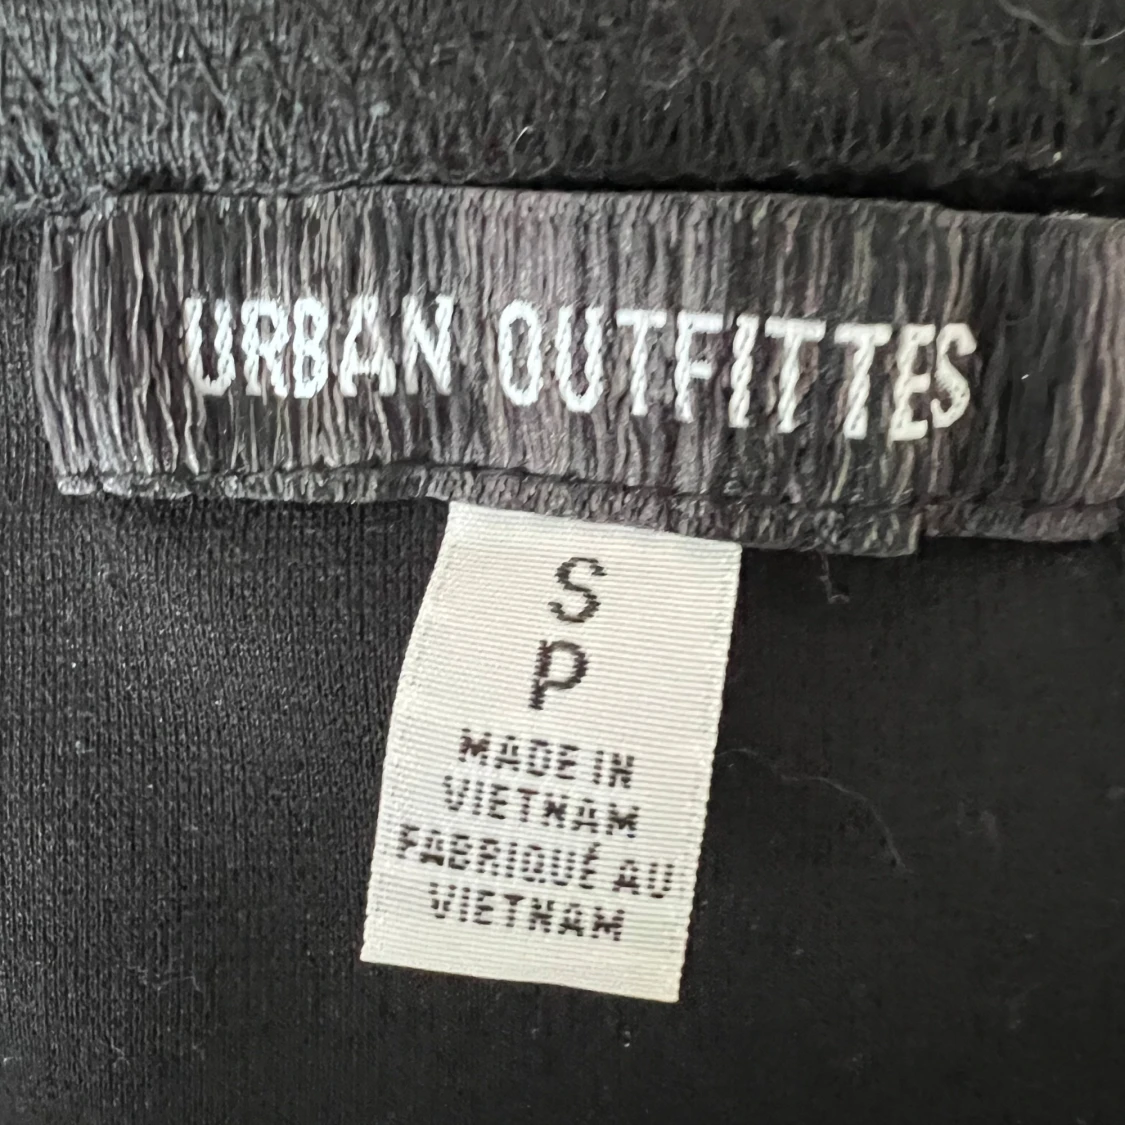 URBAN OUTFITTES
S
P
MADE IN
VIETNAM
FABRIQUÉ AU
VIETNAM